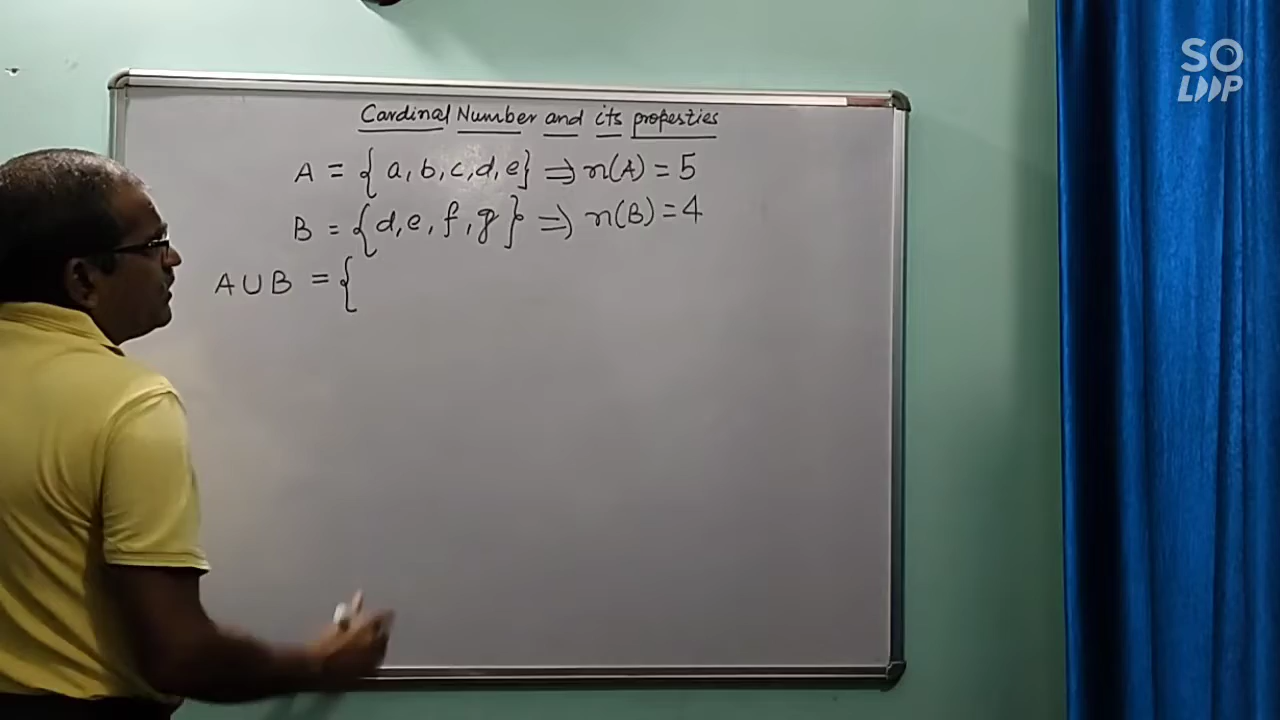 SO
LOOP
Cardinal Number and its properties
A = { a, b, c, d, e} ⇒ n(A) = 5
B = {d, e, f, g } ⇒ n(B) = 4
A ∪ B = {